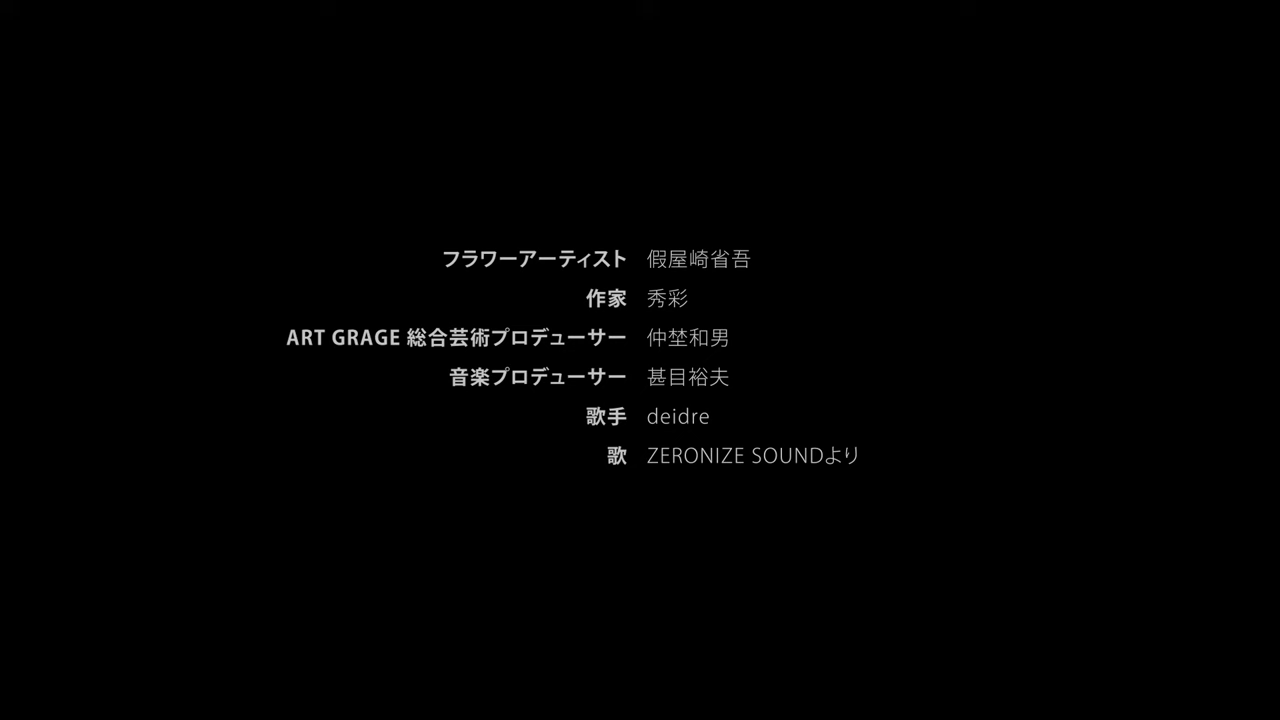 フラワーアーティスト 假屋崎省吾
作家 秀彩
ART GRAGE 総合芸術プロデューサー 仲埜和男
音楽プロデューサー 甚目裕夫
歌手 deidre
歌 ZERONIZE SOUNDより